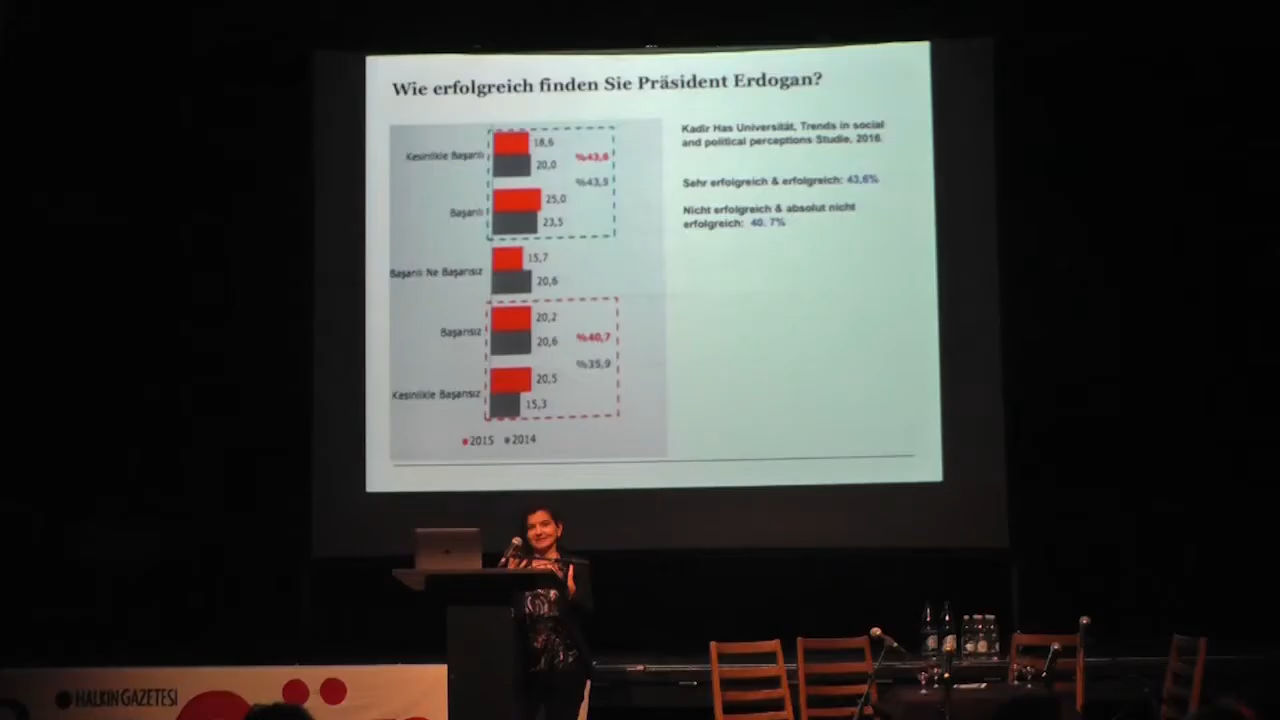 Wie erfolgreich finden Sie Präsident Erdogan?
Kesinlikle Başarılı
18,6
20,0
%43,6
%43,5
Başarılı
25,0
23,5
Başarılı Ne Başarısız
15,7
20,6
Başarısız
20,2
20,6
%40,7
%35,9
Kesinlikle Başarısız
20,5
15,3
2015 2014
Kadir Has Universität, Trends in social
and political perceptions Studie, 2016.
Sehr erfolgreich & erfolgreich: 43,6%
Nicht erfolgreich & absolut nicht
erfolgreich: 40. 7%
HALKIN GAZETESİ